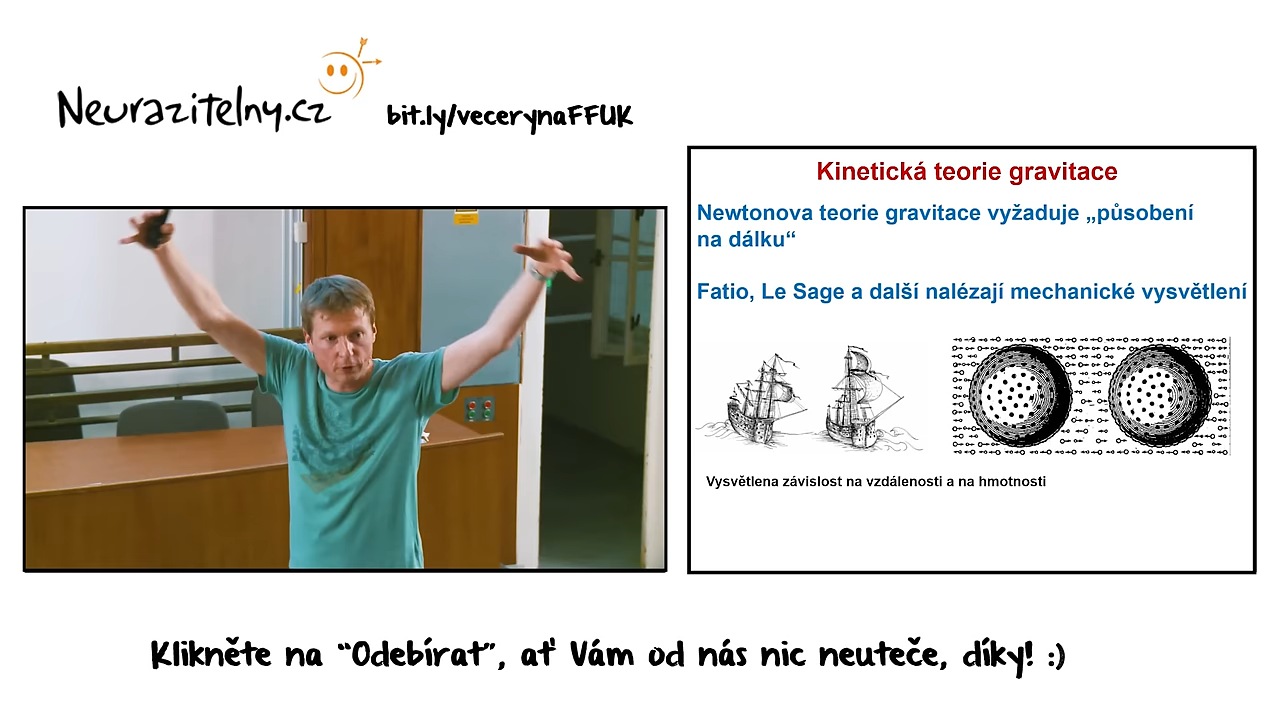 Neurazitelny.cz
bit.ly/vecerynaFFUK
Kinetická teorie gravitace
Newtonova teorie gravitace vyžaduje „působení
na dálku“
Fatio, Le Sage a další nalézají mechanické vysvětlení
Vysvětlena závislost na vzdálenosti a na hmotnosti
Klikněte na “Odebírat”, ať Vám od nás nic neuteče, díky! :)